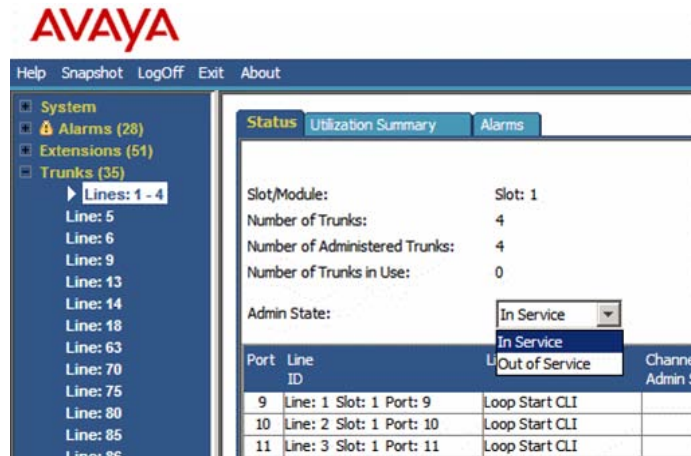 AVAYA
Help Snapshot LogOff Exit About
System
Alarms (28)
Extensions (51)
Trunks (35)
Lines: 1 - 4
Line: 5
Line: 6
Line: 9
Line: 13
Line: 14
Line: 18
Line: 63
Line: 70
Line: 75
Line: 80
Line: 85
Status Utilization Summary Alarms
Slot/Module: Slot: 1
Number of Trunks: 4
Number of Administered Trunks: 4
Number of Trunks in Use: 0
Admin State: In Service
In Service
Out of Service
Port Line ID
Admin
9 Line: 1 Slot: 1 Port: 9 Loop Start CLI
10 Line: 2 Slot: 1 Port: 10 Loop Start CLI
11 Line: 3 Slot: 1 Port: 11 Loop Start CLI